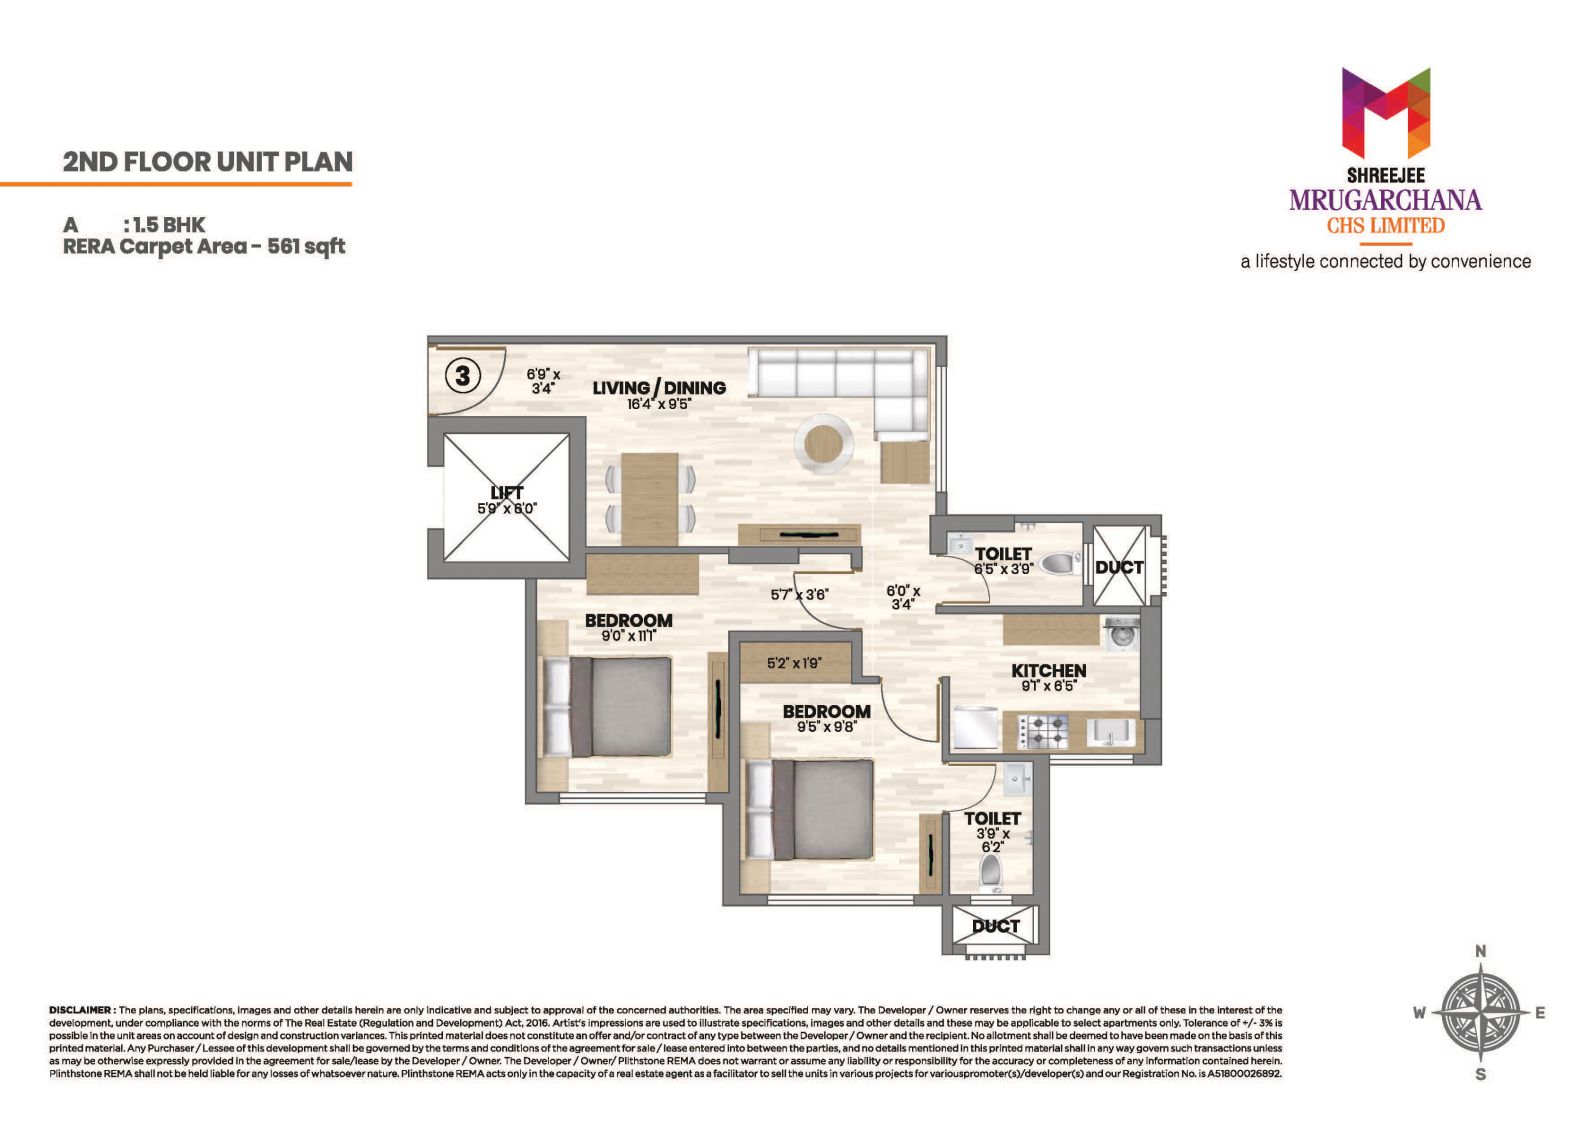 2ND FLOOR UNIT PLAN
A : 1.5 BHK
RERA Carpet Area - 561 sqft
SHREEJEE
MRUGARCHANA
CHS LIMITED
a lifestyle connected by convenience
3
6'9" x
3'4"
LIVING / DINING
16'4" x 9'5"
LIFT
5'9" x 6'0"
TOILET
6'5" x 3'9"
DUCT
5'7" x 3'6"
6'0" x
3'4"
BEDROOM
9'0" x 11'1"
5'2" x 1'9"
KITCHEN
9'1" x 6'5"
BEDROOM
9'5" x 9'8"
TOILET
3'9" x
6'2"
DUCT
N
W
E
S
DISCLAIMER : The plans, specifications, images and other details herein are only indicative and subject to approval of the concerned authorities. The area specified may vary. The Developer / Owner reserves the right to change any or all of these in the interest of the
development, under compliance with the norms of The Real Estate (Regulation and Development) Act, 2016. Artist's impressions are used to illustrate specifications, images and other details and these may be applicable to select apartments only. Tolerance of +/- 3% is
possible in the unit areas on account of design and construction variances. This printed material does not constitute an offer and/or contract of any type between the Developer / Owner and the recipient. No allotment shall be deemed to have been made on the basis of this
printed material. Any Purchaser / Lessee of this development shall be governed by the terms and conditions of the agreement for sale / lease entered into between the parties, and no details mentioned in this printed material shall in any way govern such transactions unless
as may be otherwise expressly provided in the agreement for sale/lease by the Developer / Owner. The Developer / Owner/ Plithstone REMA does not warrant or assume any liability or responsibility for the accuracy or completeness of any information contained herein.
Plinthstone REMA shall not be held liable for any losses of whatsoever nature. Plinthstone REMA acts only in the capacity of a real estate agent as a facilitator to sell the units in various projects for variouspromoter(s)/developer(s) and our Registration No. is A51800026892.